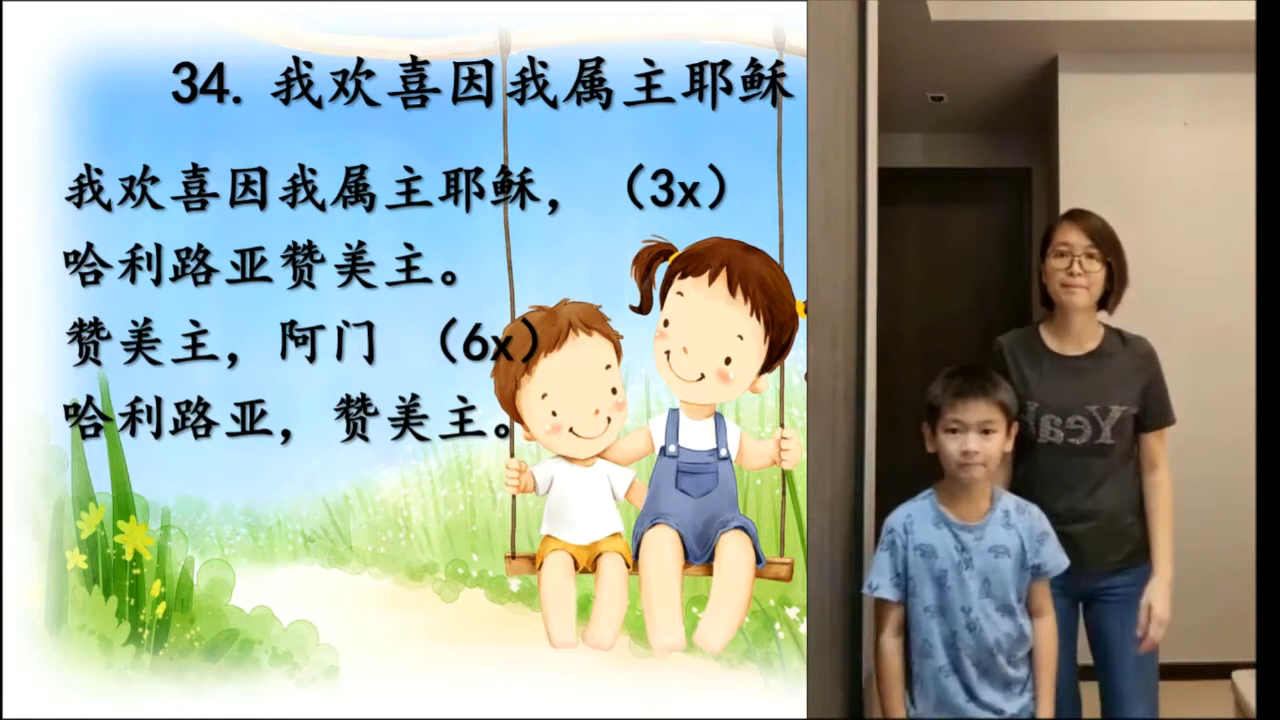 34. 我欢喜因我属主耶稣
我欢喜因我属主耶稣，（3x）
哈利路亚赞美主。
赞美主，阿门 （6x）
哈利路亚，赞美主。
Yeah